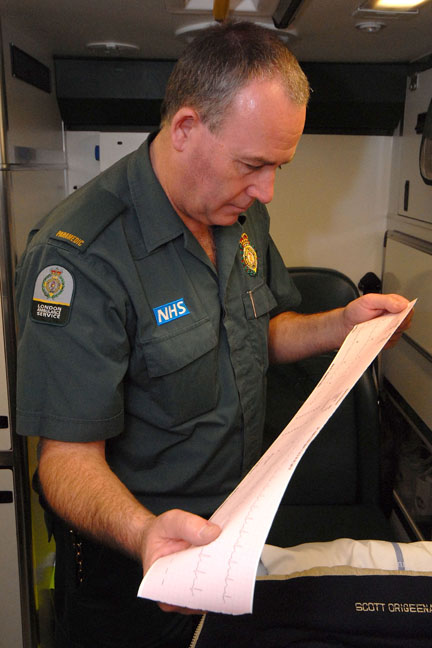 PARAMEDIC
LONDON
AMBULANCE
SERVICE
NHS
SCOTT ORIGEENA